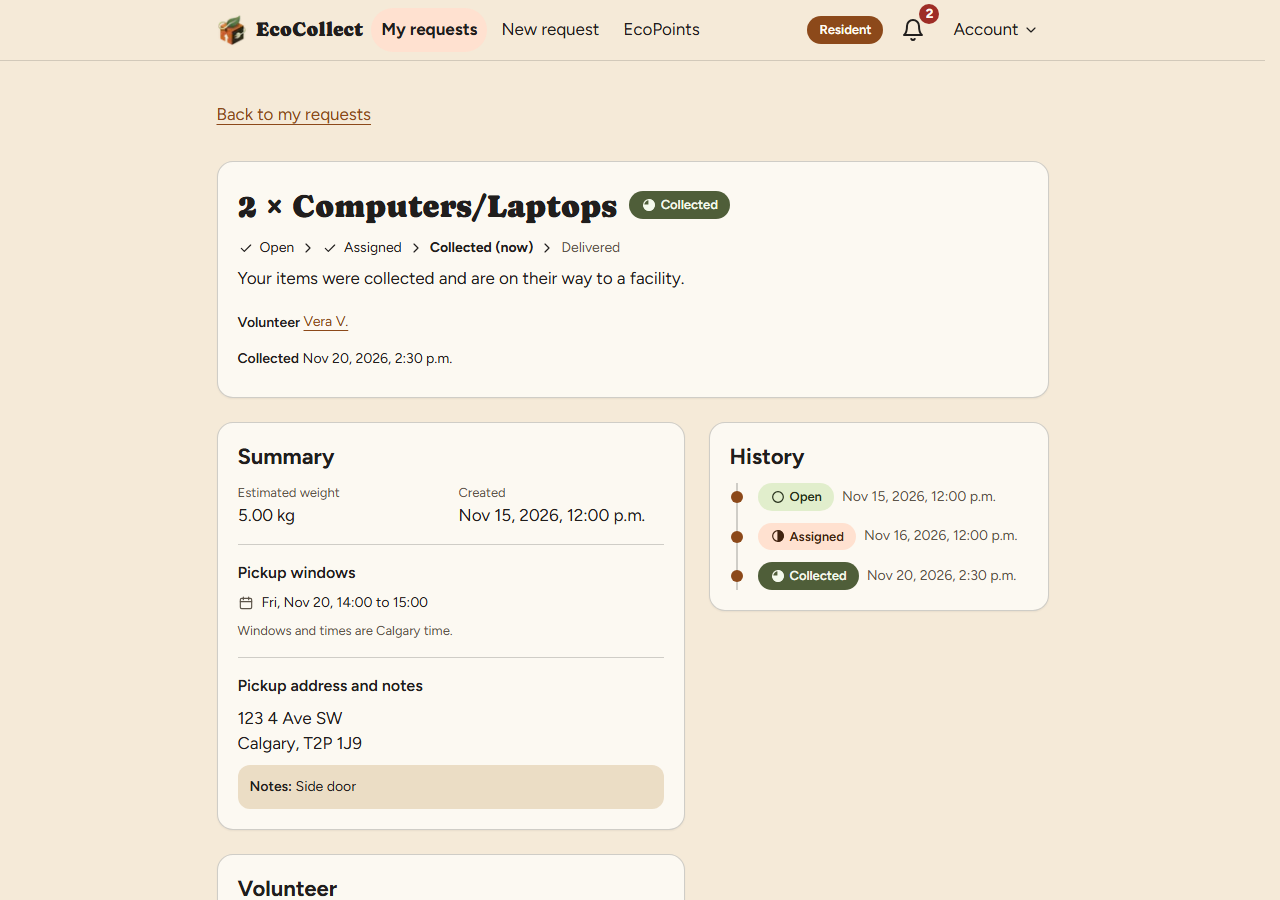 EcoCollect My requests New request EcoPoints Resident 2 Account
Back to my requests
2 × Computers/Laptops Collected
Open Assigned Collected (now) Delivered
Your items were collected and are on their way to a facility.
Volunteer Vera V.
Collected Nov 20, 2026, 2:30 p.m.
Summary
Estimated weight
5.00 kg
Created
Nov 15, 2026, 12:00 p.m.
Pickup windows
Fri, Nov 20, 14:00 to 15:00
Windows and times are Calgary time.
Pickup address and notes
123 4 Ave SW
Calgary, T2P 1J9
Notes: Side door
History
Open Nov 15, 2026, 12:00 p.m.
Assigned Nov 16, 2026, 12:00 p.m.
Collected Nov 20, 2026, 2:30 p.m.
Volunteer